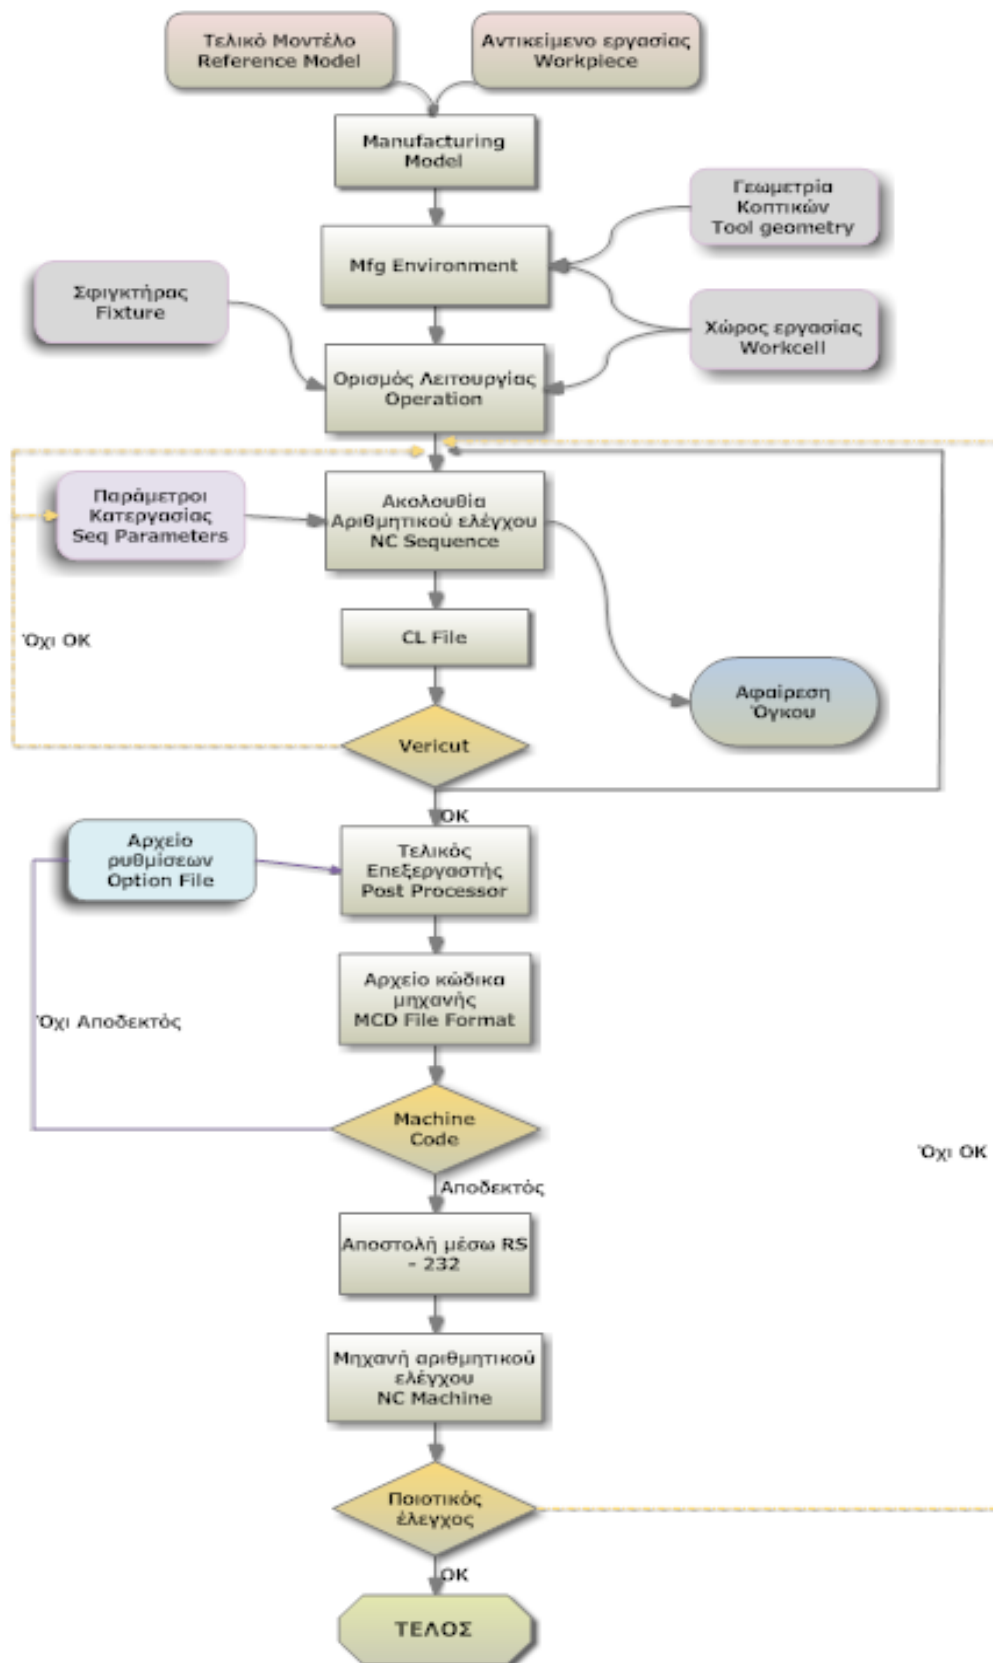 Τελικό Μοντέλο
Reference Model
Αντικείμενο εργασίας
Workpiece
Manufacturing
Model
Γεωμετρία
Κοπτικών
Tool geometry
Mfg Environment
Σφιγκτήρας
Fixture
Χώρος εργασίας
Workcell
Ορισμός Λειτουργίας
Operation
Παράμετροι
Κατεργασίας
Seq Parameters
Ακολουθία
Αριθμητικού ελέγχου
NC Sequence
Όχι OK
CL File
Αφαίρεση
Όγκου
Vericut
OK
Αρχείο
ρυθμίσεων
Option File
Τελικός
Επεξεργαστής
Post Processor
Αρχείο κώδικα
μηχανής
MCD File Format
Όχι Αποδεκτός
Machine
Code
Όχι OK
Αποδεκτός
Αποστολή μέσω RS
- 232
Μηχανή αριθμητικού
ελέγχου
NC Machine
Ποιοτικός
έλεγχος
OK
ΤΕΛΟΣ